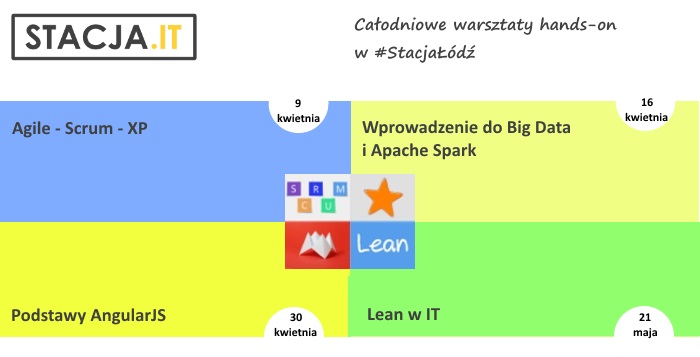 STACJA.IT
Całodniowe warsztaty hands-on
w #StacjaŁódź
9
kwietnia
Agile - Scrum - XP
16
kwietnia
Wprowadzenie do Big Data
i Apache Spark
S R M
C U
Lean
Podstawy AngularJS
30
kwietnia
Lean w IT
21
maja